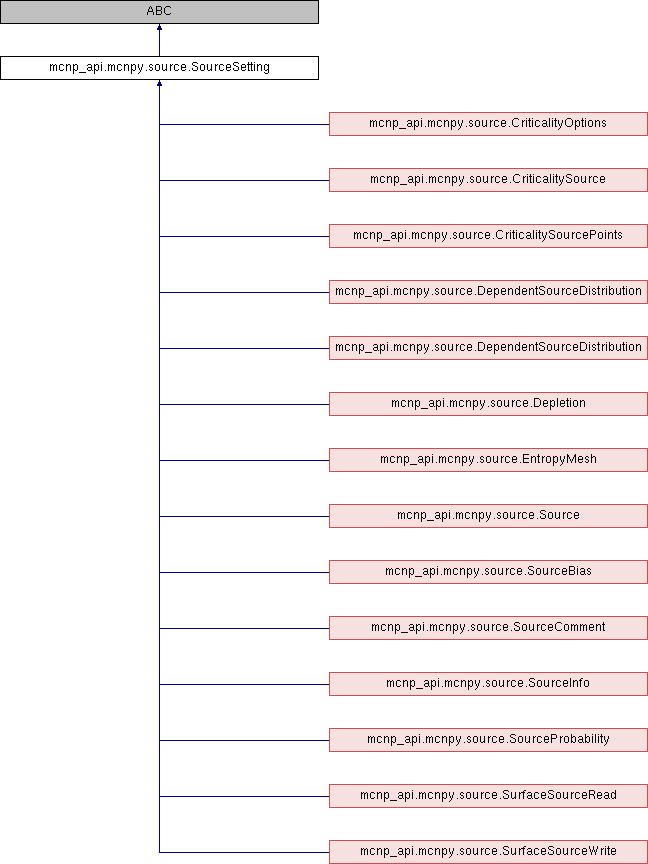 ABC
mcnp_api.mcnpy.source.SourceSetting
mcnp_api.mcnpy.source.CriticalityOptions
mcnp_api.mcnpy.source.CriticalitySource
mcnp_api.mcnpy.source.CriticalitySourcePoints
mcnp_api.mcnpy.source.DependentSourceDistribution
mcnp_api.mcnpy.source.DependentSourceDistribution
mcnp_api.mcnpy.source.Depletion
mcnp_api.mcnpy.source.EntropyMesh
mcnp_api.mcnpy.source.Source
mcnp_api.mcnpy.source.SourceBias
mcnp_api.mcnpy.source.SourceComment
mcnp_api.mcnpy.source.SourceInfo
mcnp_api.mcnpy.source.SourceProbability
mcnp_api.mcnpy.source.SurfaceSourceRead
mcnp_api.mcnpy.source.SurfaceSourceWrite